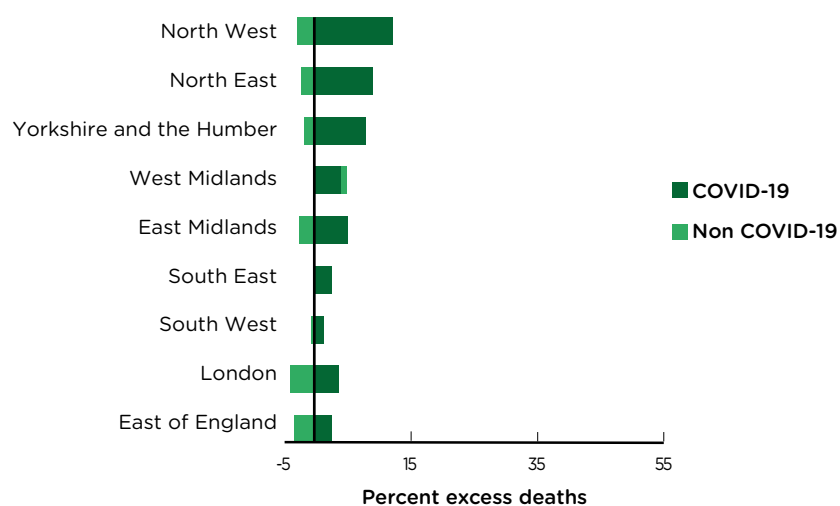 North West
North East
Yorkshire and the Humber
West Midlands
East Midlands
South East
South West
London
East of England
COVID-19
Non COVID-19
-5 15 35 55
Percent excess deaths